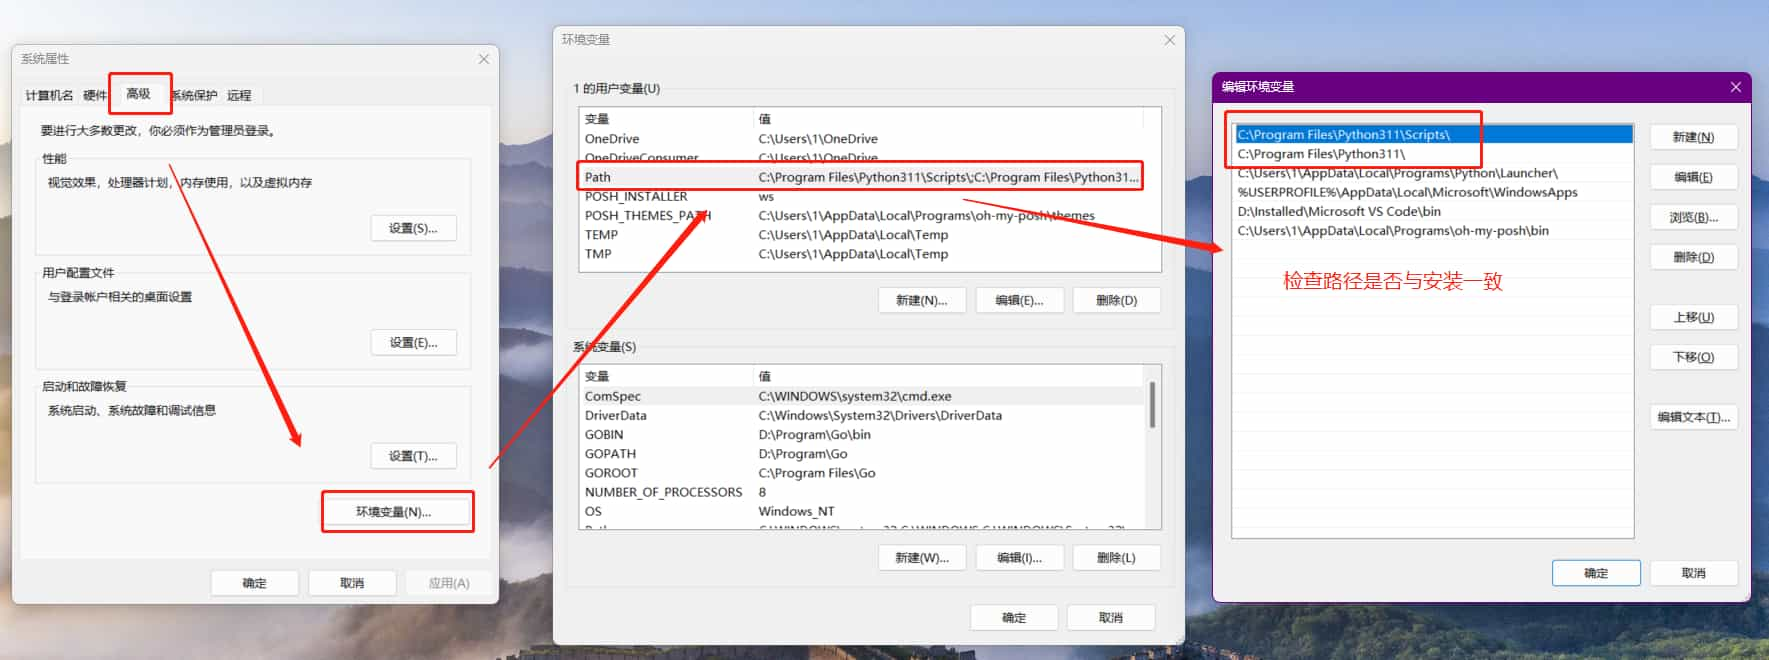 系统属性
计算机名 硬件 高级 系统保护 远程
要进行大多数更改，你必须作为管理员登录。
性能
视觉效果，处理器计划，内存使用，以及虚拟内存
设置(S)...
用户配置文件
与登录帐户相关的桌面设置
设置(E)...
启动和故障恢复
系统启动、系统故障和调试信息
设置(T)...
环境变量(N)...
确定 取消 应用(A)
环境变量
1 的用户变量(U)
变量 值
OneDrive C:\Users\1\OneDrive
OneDriveConsumer C:\Users\1\OneDrive
Path C:\Program Files\Python311\Scripts\;C:\Program Files\Python31...
POSH_INSTALLER ws
POSH_THEMES_PATH C:\Users\1\AppData\Local\Programs\oh-my-posh\themes
TEMP C:\Users\1\AppData\Local\Temp
TMP C:\Users\1\AppData\Local\Temp
新建(N)... 编辑(E)... 删除(D)
系统变量(S)
变量 值
ComSpec C:\WINDOWS\system32\cmd.exe
DriverData C:\Windows\System32\Drivers\DriverData
GOBIN D:\Program\Go\bin
GOPATH D:\Program\Go
GOROOT C:\Program Files\Go
NUMBER_OF_PROCESSORS 8
OS Windows_NT
新建(W)... 编辑(I)... 删除(L)
确定 取消
编辑环境变量
C:\Program Files\Python311\Scripts\
C:\Program Files\Python311\
C:\Users\1\AppData\Local\Programs\Python\Launcher\
%USERPROFILE%\AppData\Local\Microsoft\WindowsApps
D:\Installed\Microsoft VS Code\bin
C:\Users\1\AppData\Local\Programs\oh-my-posh\bin
检查路径是否与安装一致
新建(N)
编辑(E)
浏览(B)...
删除(D)
上移(U)
下移(O)
编辑文本(T)...
确定 取消